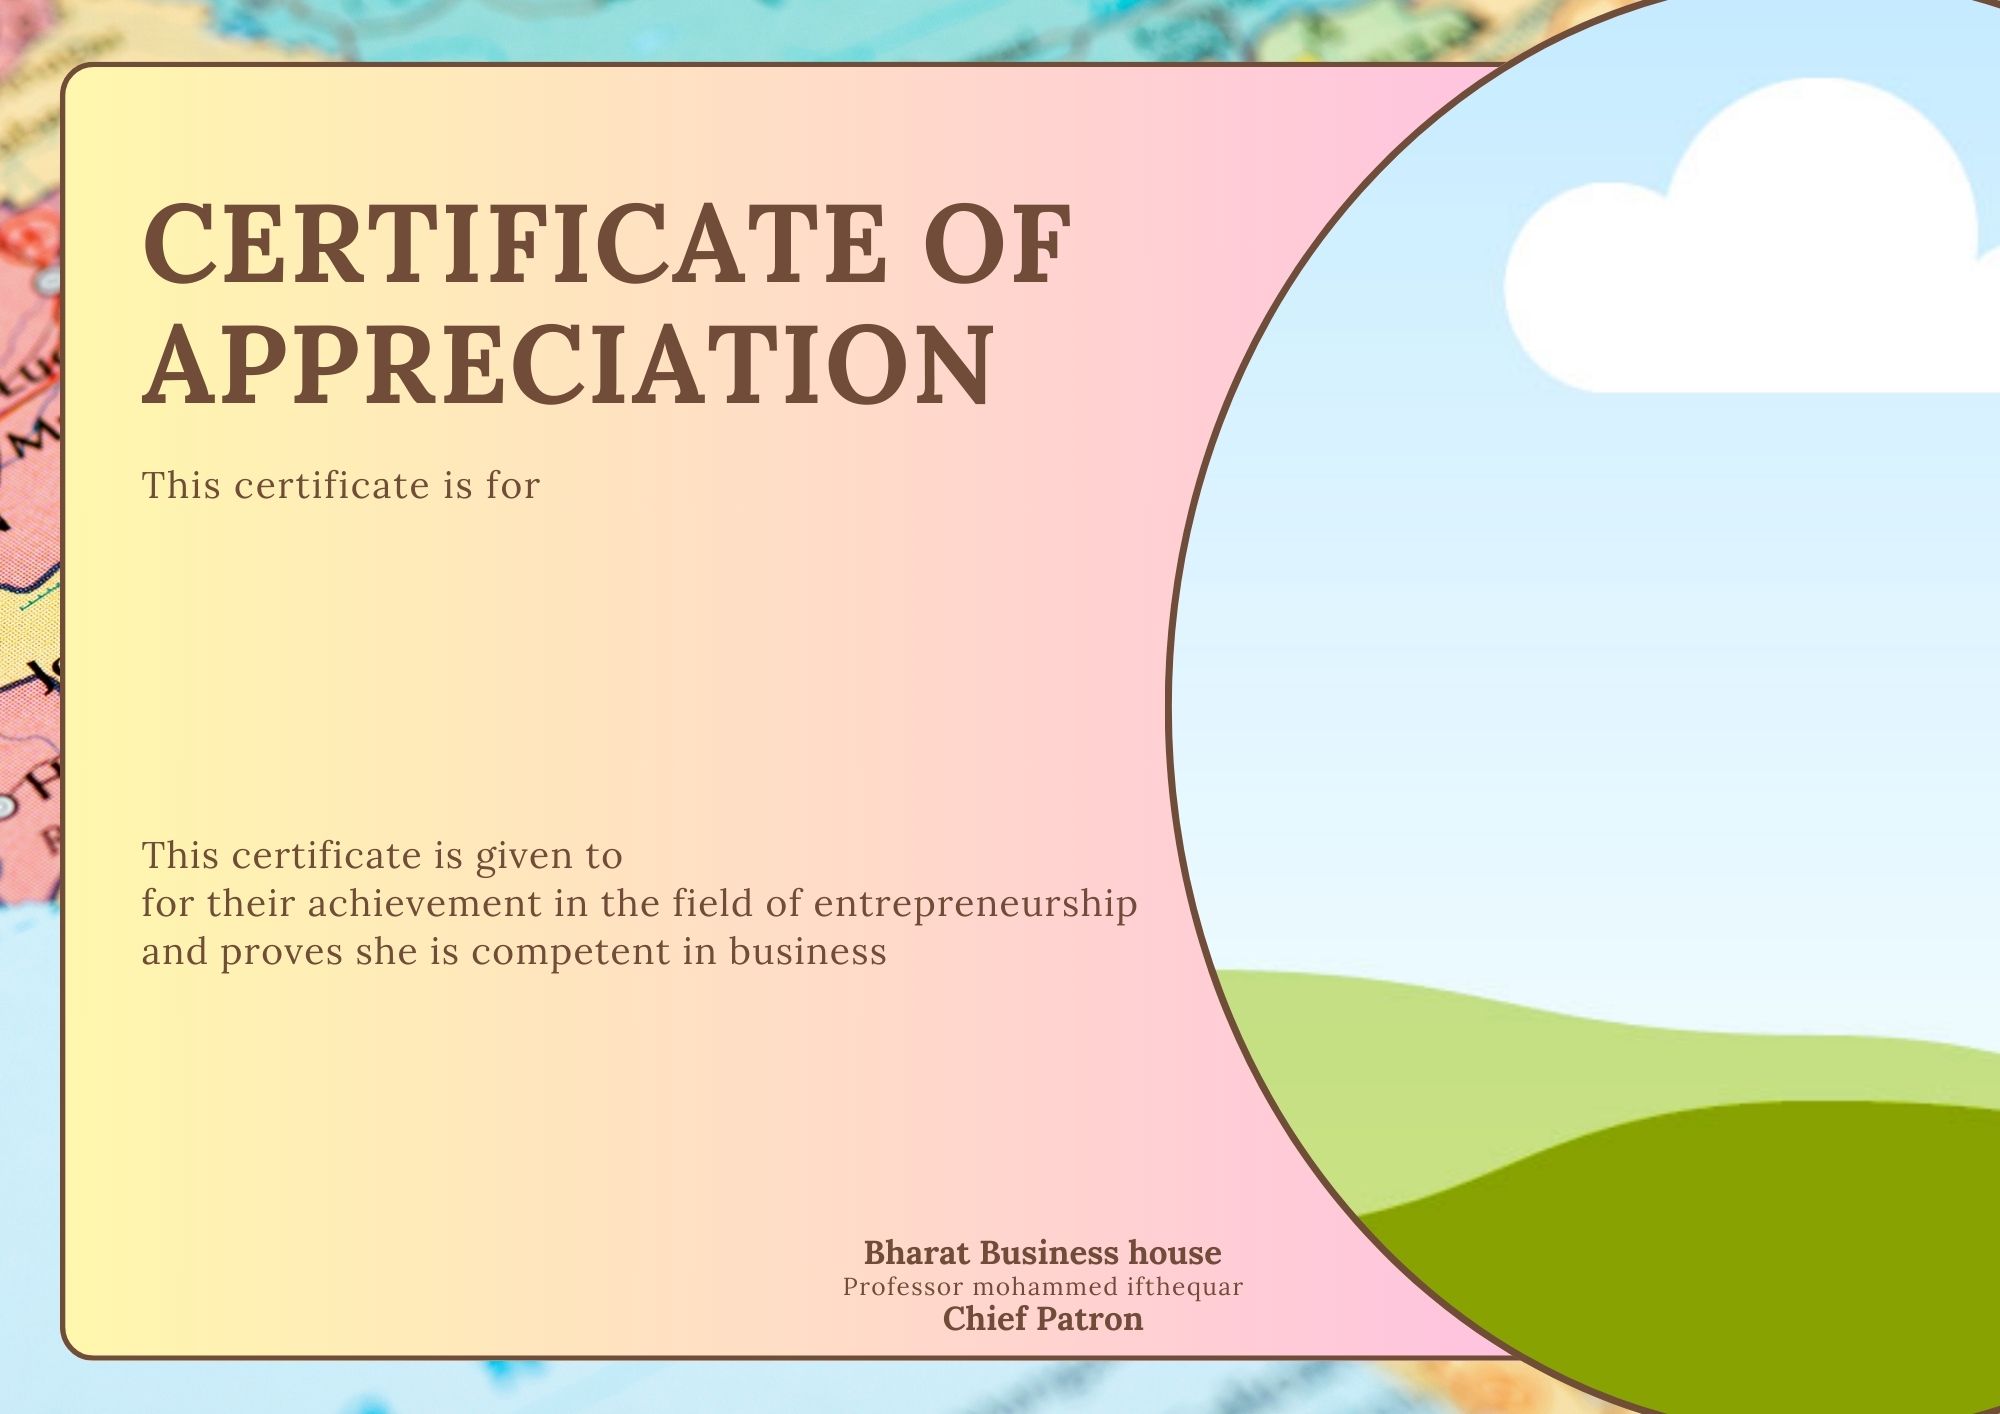 CERTIFICATE OF
APPRECIATION
This certificate is for
This certificate is given to
for their achievement in the field of entrepreneurship
and proves she is competent in business
Bharat Business house
Professor mohammed ifthequar
Chief Patron